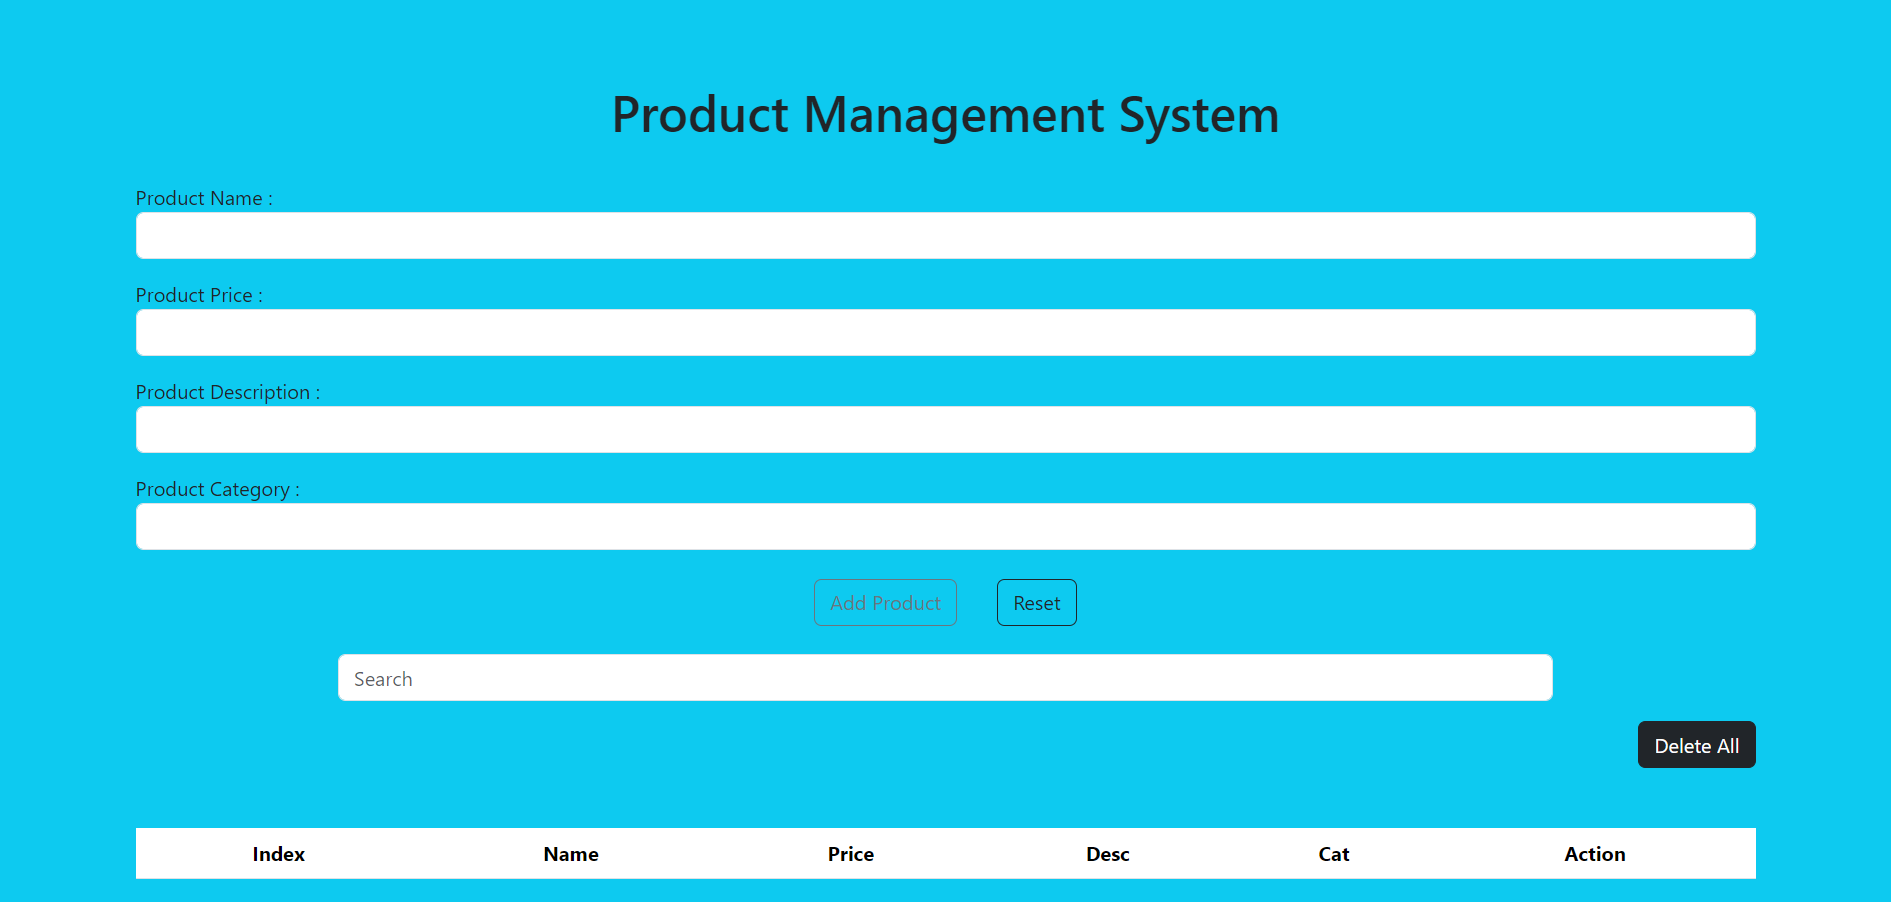 Product Management System
Product Name :
Product Price :
Product Description :
Product Category :
Add Product Reset
Search
Delete All
Index Name Price Desc Cat Action